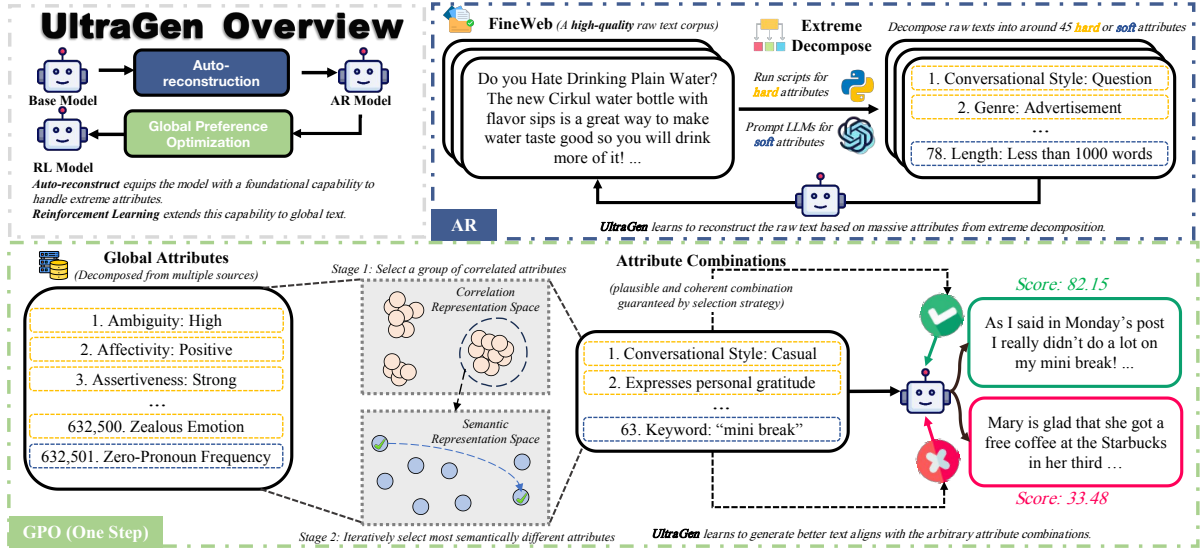 UltraGen Overview
Base Model
Auto-
reconstruction
AR Model
Global Preference
Optimization
RL Model
Auto-reconstruct equips the model with a foundational capability to
handle extreme attributes.
Reinforcement Learning extends this capability to global text.
FineWeb (A high-quality raw text corpus)
Do you Hate Drinking Plain Water?
The new Cirkul water bottle with
flavor sips is a great way to make
water taste good so you will drink
more of it! ...
Extreme
Decompose
Run scripts for
hard attributes
Prompt LLMs for
soft attributes
Decompose raw texts into around 45 hard or soft attributes
1. Conversational Style: Question
2. Genre: Advertisement
...
78. Length: Less than 1000 words
AR
UltraGen learns to reconstruct the raw text based on massive attributes from extreme decomposition.
Global Attributes
(Decomposed from multiple sources)
1. Ambiguity: High
2. Affectivity: Positive
3. Assertiveness: Strong
...
632,500. Zealous Emotion
632,501. Zero-Pronoun Frequency
GPO (One Step)
Stage 1: Select a group of correlated attributes
Correlation
Representation Space
Semantic
Representation Space
Stage 2: Iteratively select most semantically different attributes
Attribute Combinations
(plausible and coherent combination
guaranteed by selection strategy)
1. Conversational Style: Casual
2. Expresses personal gratitude
...
63. Keyword: “mini break”
Score: 82.15
As I said in Monday’s post
I really didn’t do a lot on
my mini break! ...
Mary is glad that she got a
free coffee at the Starbucks
in her third …
Score: 33.48
UltraGen learns to generate better text aligns with the arbitrary attribute combinations.